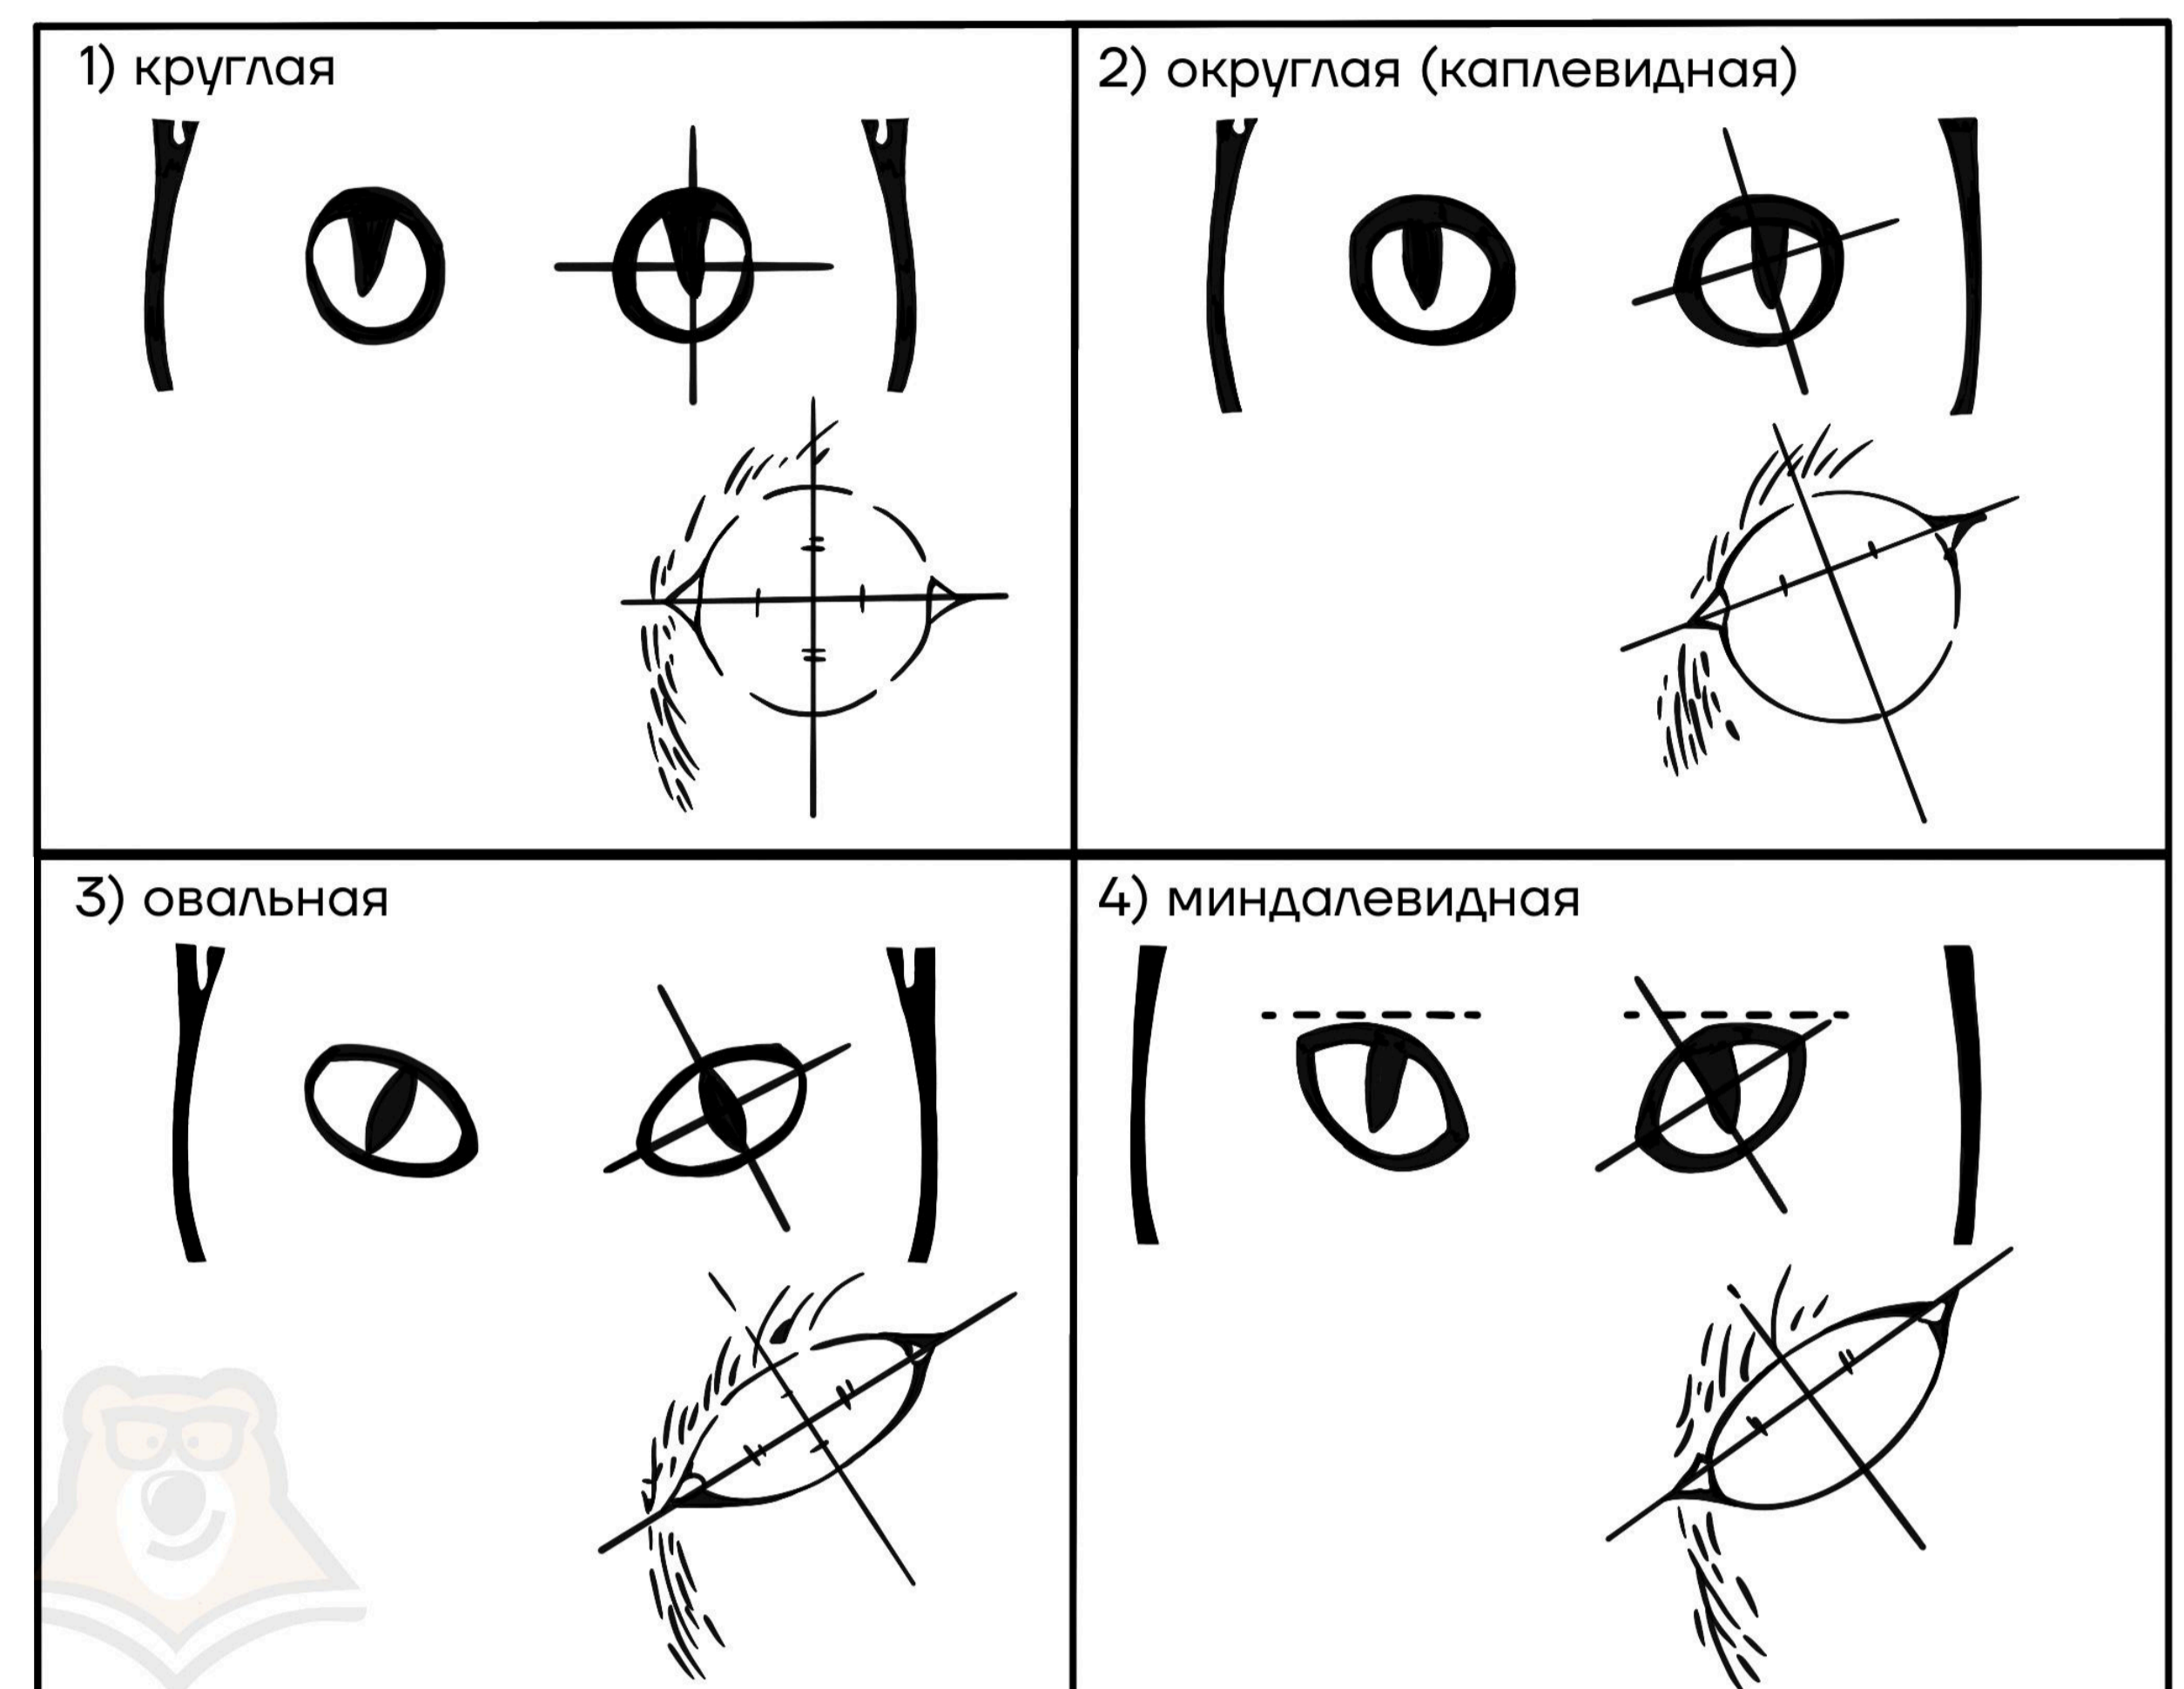 1) круглая
2) округлая (каплевидная)
3) овальная
4) миндалевидная